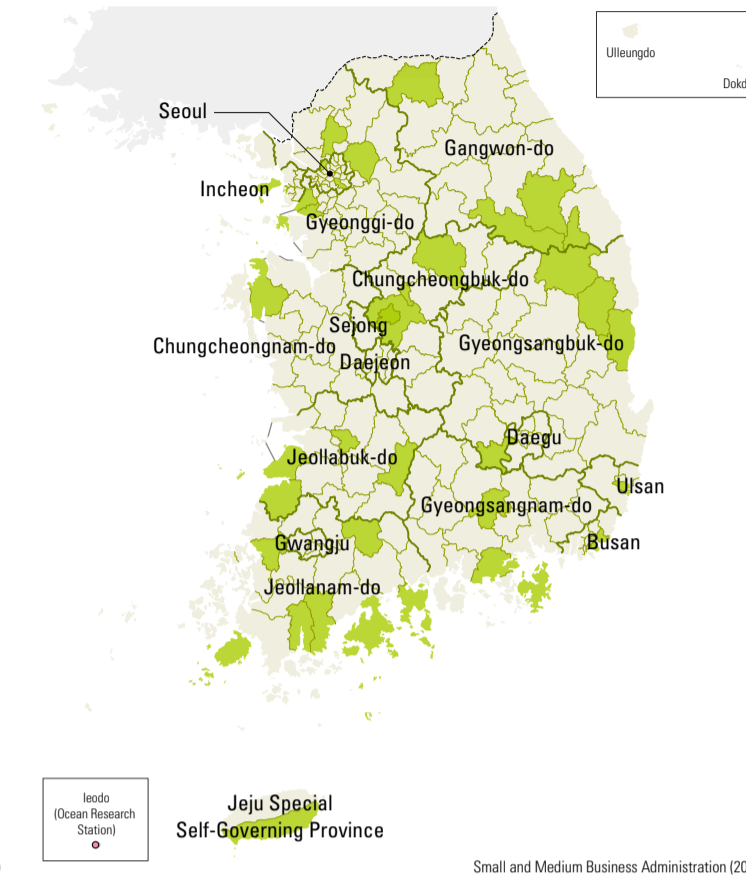 Ulleungdo
Seoul
Gangwon-do
Incheon
Gyeonggi-do
Chungcheongbuk-do
Sejong
Chungcheongnam-do
Gyeongsangbuk-do
Daejeon
Daegu
Jeollabuk-do
Ulsan
Gyeongsangnam-do
Gwangju
Busan
Jeollanam-do
Ieodo
(Ocean Research
Station)
Jeju Special
Self-Governing Province
Small and Medium Business Administration